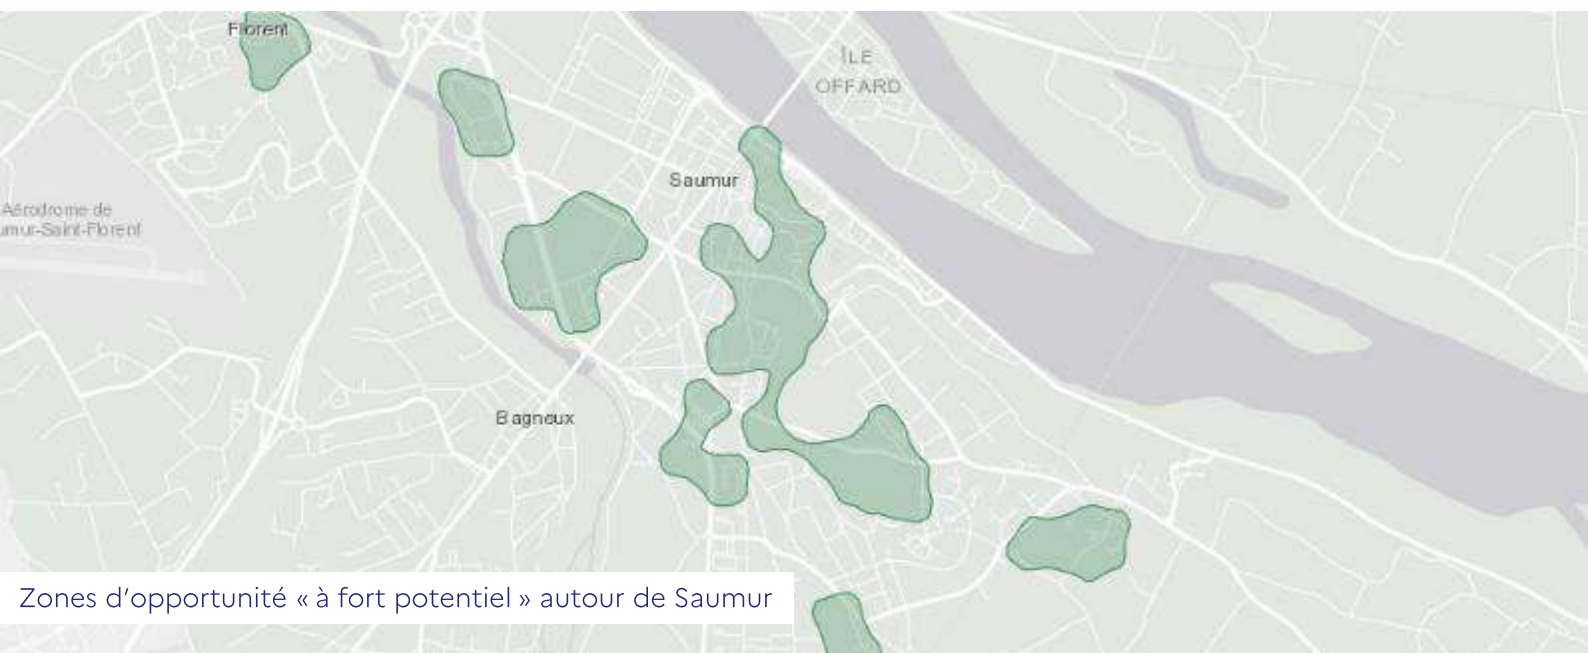 Florent
ÎLE
OFFARD
Saumur
Aérodrome de
umur-Saint-Florent
Bagneux
Zones d'opportunité « à fort potentiel » autour de Saumur